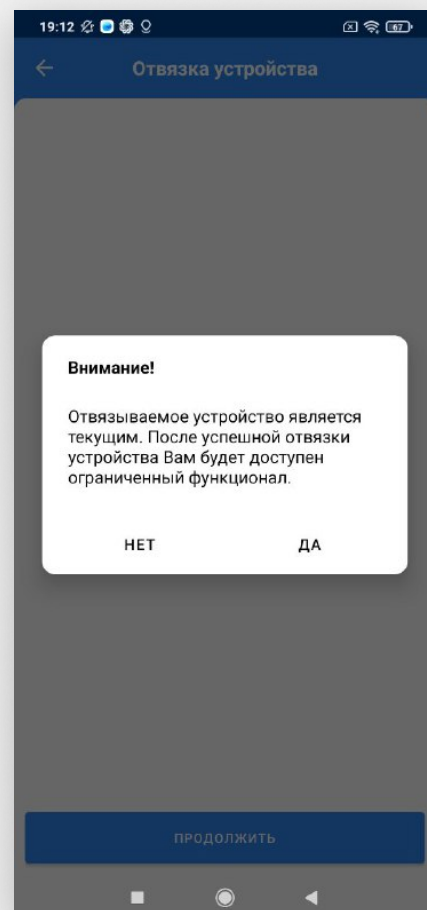 19:12
67
Отвязка устройства
Внимание!
Отвязываемое устройство является
текущим. После успешной отвязки
устройства Вам будет доступен
ограниченный функционал.
НЕТ ДА
ПРОДОЛЖИТЬ